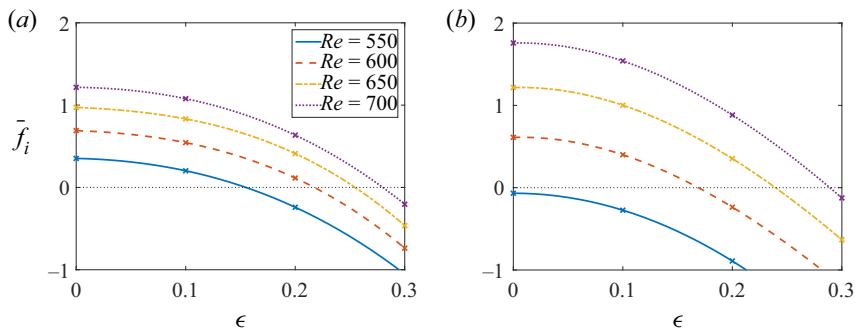 (a)
(b)
2
1
0
−1
f̄i
0
0.1
0.2
0.3
ϵ
Re = 550
Re = 600
Re = 650
Re = 700
2
1
0
−1
0
0.1
0.2
0.3
ϵ